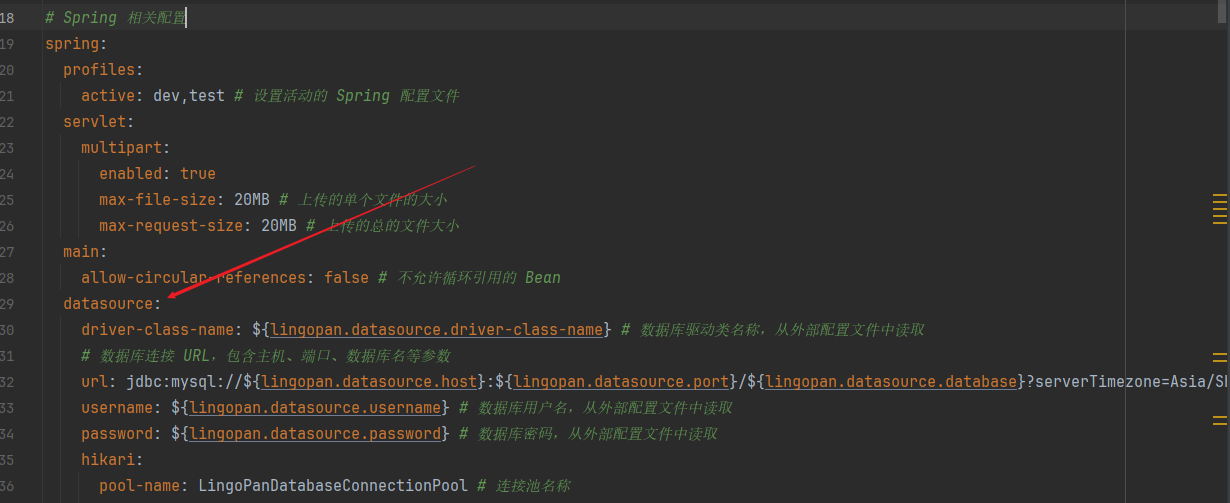 18 # Spring 相关配置
19 spring:
20 profiles:
21 active: dev,test # 设置活动的 Spring 配置文件
22 servlet:
23 multipart:
24 enabled: true
25 max-file-size: 20MB # 上传的单个文件的大小
26 max-request-size: 20MB # 上传的总的文件大小
27 main:
28 allow-circular-references: false # 不允许循环引用的 Bean
29 datasource:
30 driver-class-name: ${lingopan.datasource.driver-class-name} # 数据库驱动类名称，从外部配置文件中读取
31 # 数据库连接 URL，包含主机、端口、数据库名等参数
32 url: jdbc:mysql://${lingopan.datasource.host}:${lingopan.datasource.port}/${lingopan.datasource.database}?serverTimezone=Asia/S
33 username: ${lingopan.datasource.username} # 数据库用户名，从外部配置文件中读取
34 password: ${lingopan.datasource.password} # 数据库密码，从外部配置文件中读取
35 hikari:
36 pool-name: LingoPanDatabaseConnectionPool # 连接池名称